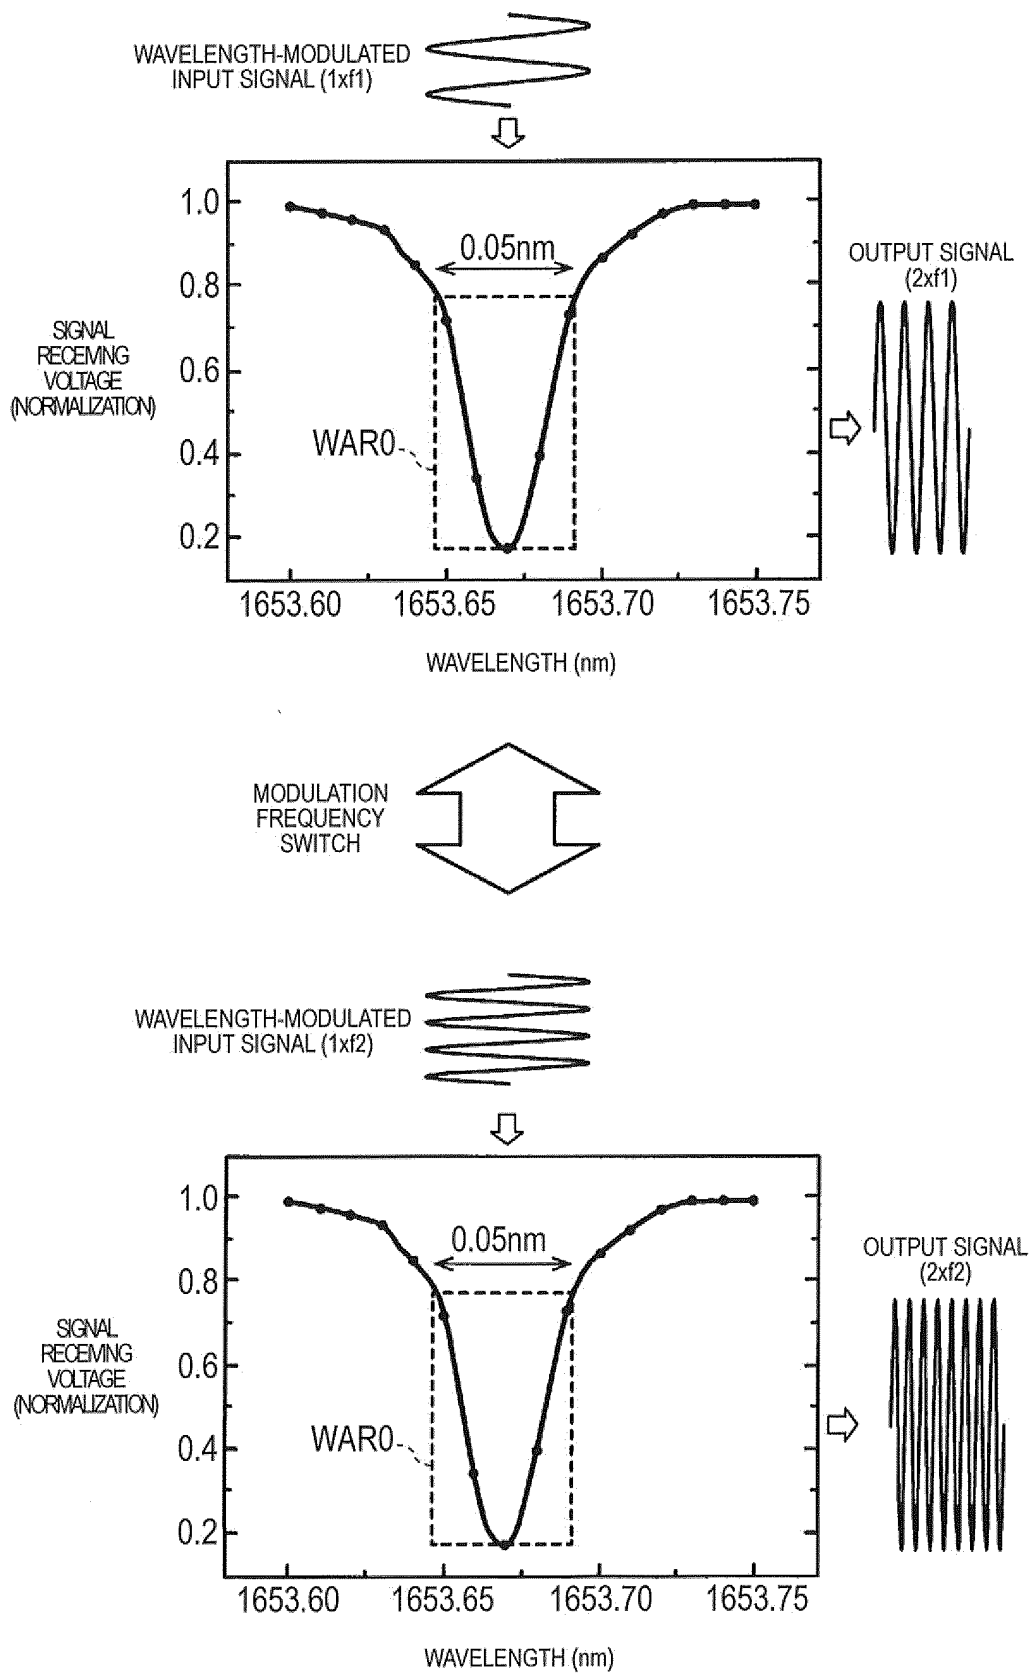 WAVELENGTH-MODULATED
INPUT SIGNAL (1xf1)
1.0
0.8
0.6
0.4
0.2
SIGNAL
RECEIVING
VOLTAGE
(NORMALIZATION)
0.05nm
WAR0
OUTPUT SIGNAL
(2xf1)
1653.60
1653.65
1653.70
1653.75
WAVELENGTH (nm)
MODULATION
FREQUENCY
SWITCH
WAVELENGTH-MODULATED
INPUT SIGNAL (1xf2)
1.0
0.8
0.6
0.4
0.2
SIGNAL
RECEIVING
VOLTAGE
(NORMALIZATION)
0.05nm
WAR0
OUTPUT SIGNAL
(2xf2)
1653.60
1653.65
1653.70
1653.75
WAVELENGTH (nm)